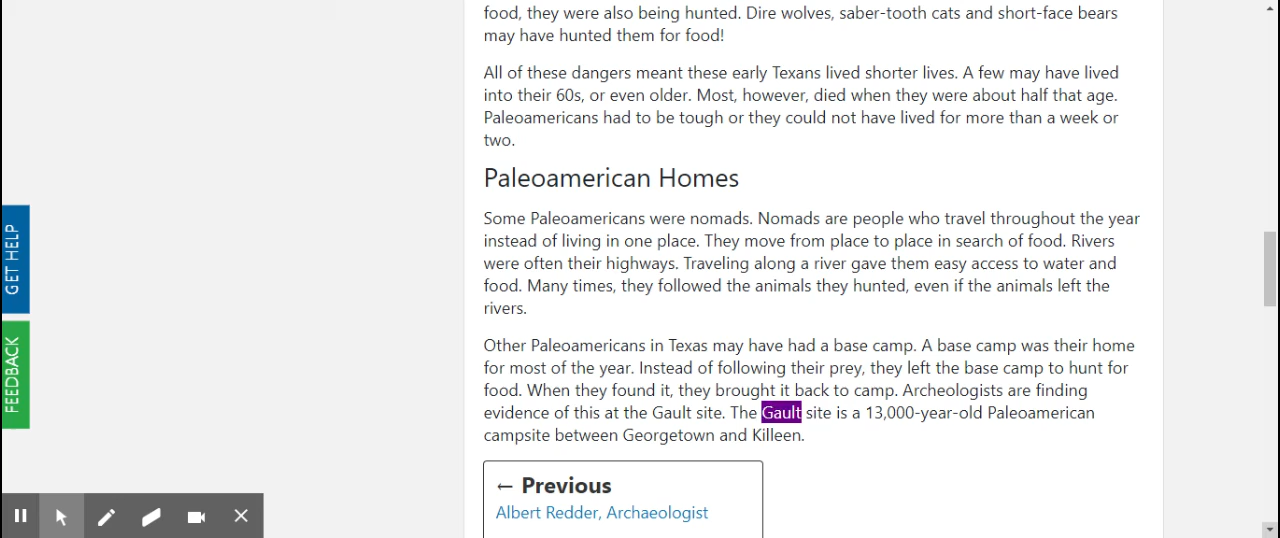 food, they were also being hunted. Dire wolves, saber-tooth cats and short-face bears
may have hunted them for food!
All of these dangers meant these early Texans lived shorter lives. A few may have lived
into their 60s, or even older. Most, however, died when they were about half that age.
Paleoamericans had to be tough or they could not have lived for more than a week or
two.
Paleoamerican Homes
Some Paleoamericans were nomads. Nomads are people who travel throughout the year
instead of living in one place. They move from place to place in search of food. Rivers
were often their highways. Traveling along a river gave them easy access to water and
food. Many times, they followed the animals they hunted, even if the animals left the
rivers.
Other Paleoamericans in Texas may have had a base camp. A base camp was their home
for most of the year. Instead of following their prey, they left the base camp to hunt for
food. When they found it, they brought it back to camp. Archeologists are finding
evidence of this at the Gault site. The Gault site is a 13,000-year-old Paleoamerican
campsite between Georgetown and Killeen.
← Previous
Albert Redder, Archaeologist
GET HELP
FEEDBACK